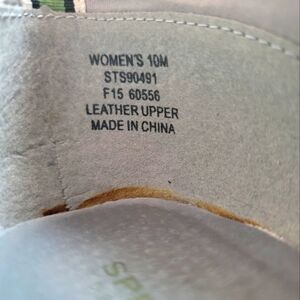 WOMEN'S 10M
STS90491
F15 60556
LEATHER UPPER
MADE IN CHINA